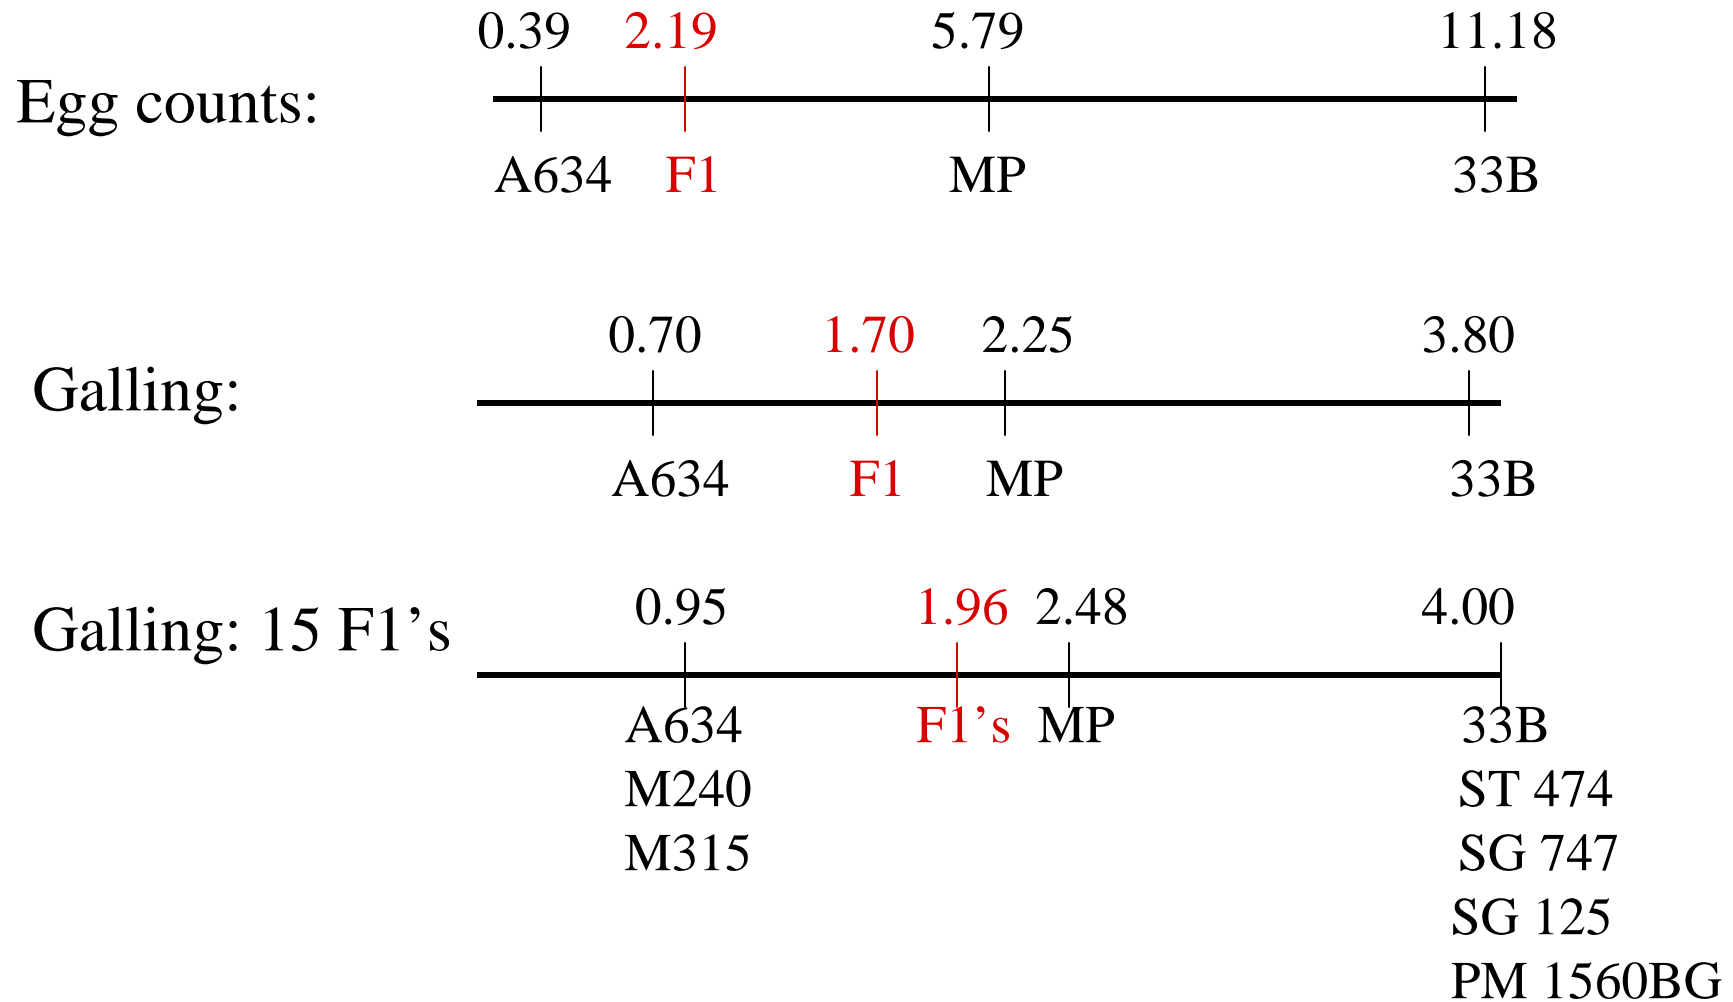 0.39 2.19 5.79 11.18
Egg counts:
A634 F1 MP 33B
0.70 1.70 2.25 3.80
Galling:
A634 F1 MP 33B
0.95 1.96 2.48 4.00
Galling: 15 F1’s
A634 F1’s MP 33B
M240 ST 474
M315 SG 747
SG 125
PM 1560BG